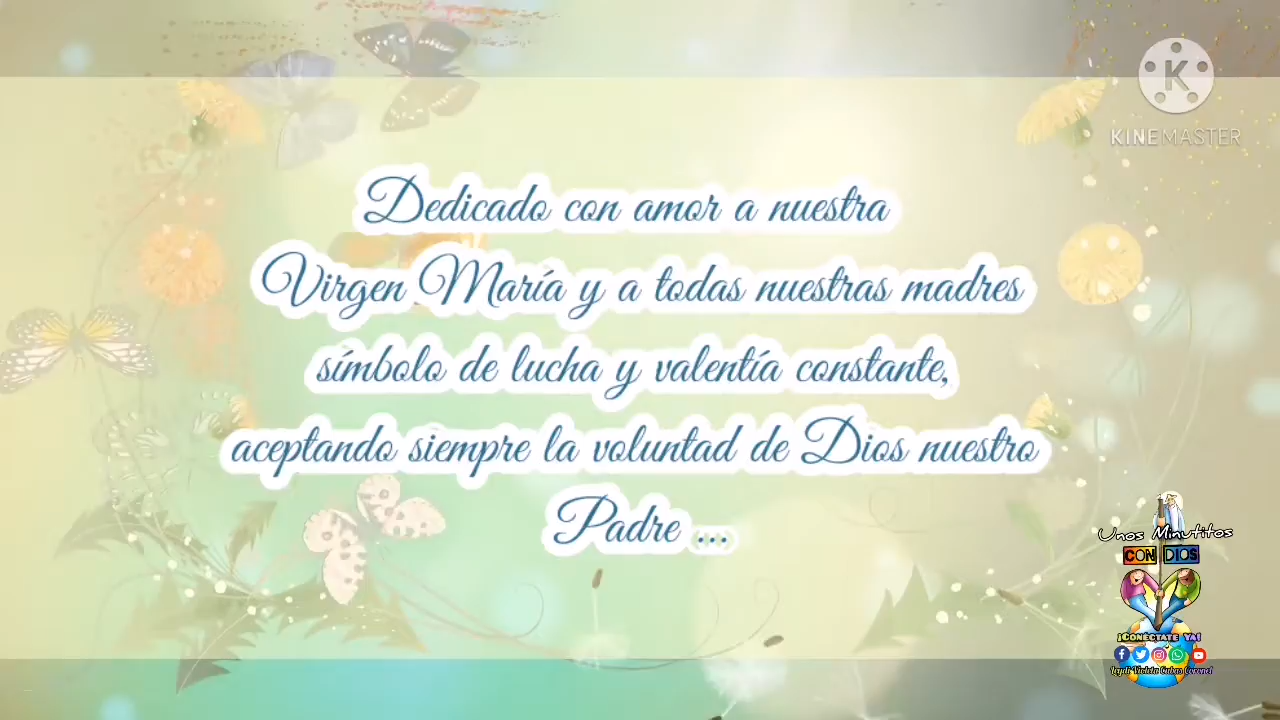 K
KINEMASTER
Dedicado con amor a nuestra
Virgen María y a todas nuestras madres
símbolo de lucha y valentía constante,
aceptando siempre la voluntad de Dios nuestro
Padre ...
Unos Minutitos
CON DIOS
¡CONÉCTATE YA!